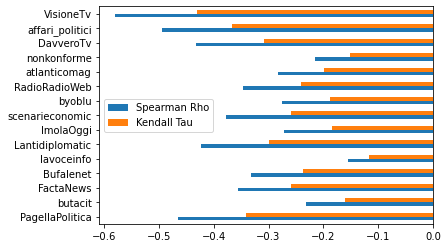 VisioneTv
affari_politici
DavveroTv
nonkonforme
atlanticomag
RadioRadioWeb
byoblu
scenarieconomic
ImolaOggi
Lantidiplomatic
lavoceinfo
Bufalenet
FactaNews
butacit
PagellaPolitica
Spearman Rho
Kendall Tau
−0.6 −0.5 −0.4 −0.3 −0.2 −0.1 0.0